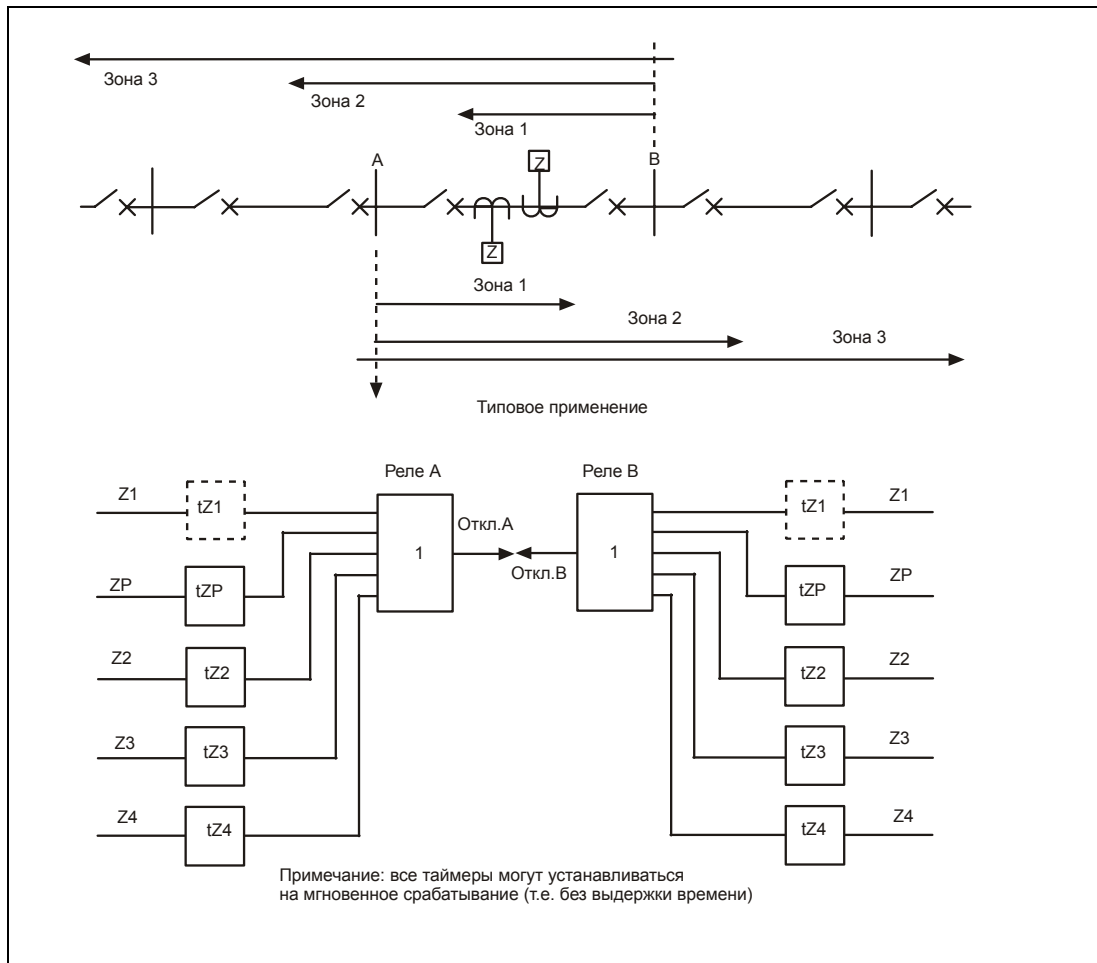 Зона 3
Зона 2
Зона 1
A
B
Z
Z
Зона 1
Зона 2
Зона 3
Типовое применение
Реле A
Реле B
Z1
tZ1
tZ1
Z1
Откл.A
1
1
Откл.B
ZP
tZP
tZP
ZP
Z2
tZ2
tZ2
Z2
Z3
tZ3
tZ3
Z3
Z4
tZ4
tZ4
Z4
Примечание: все таймеры могут устанавливаться
на мгновенное срабатывание (т.е. без выдержки времени)